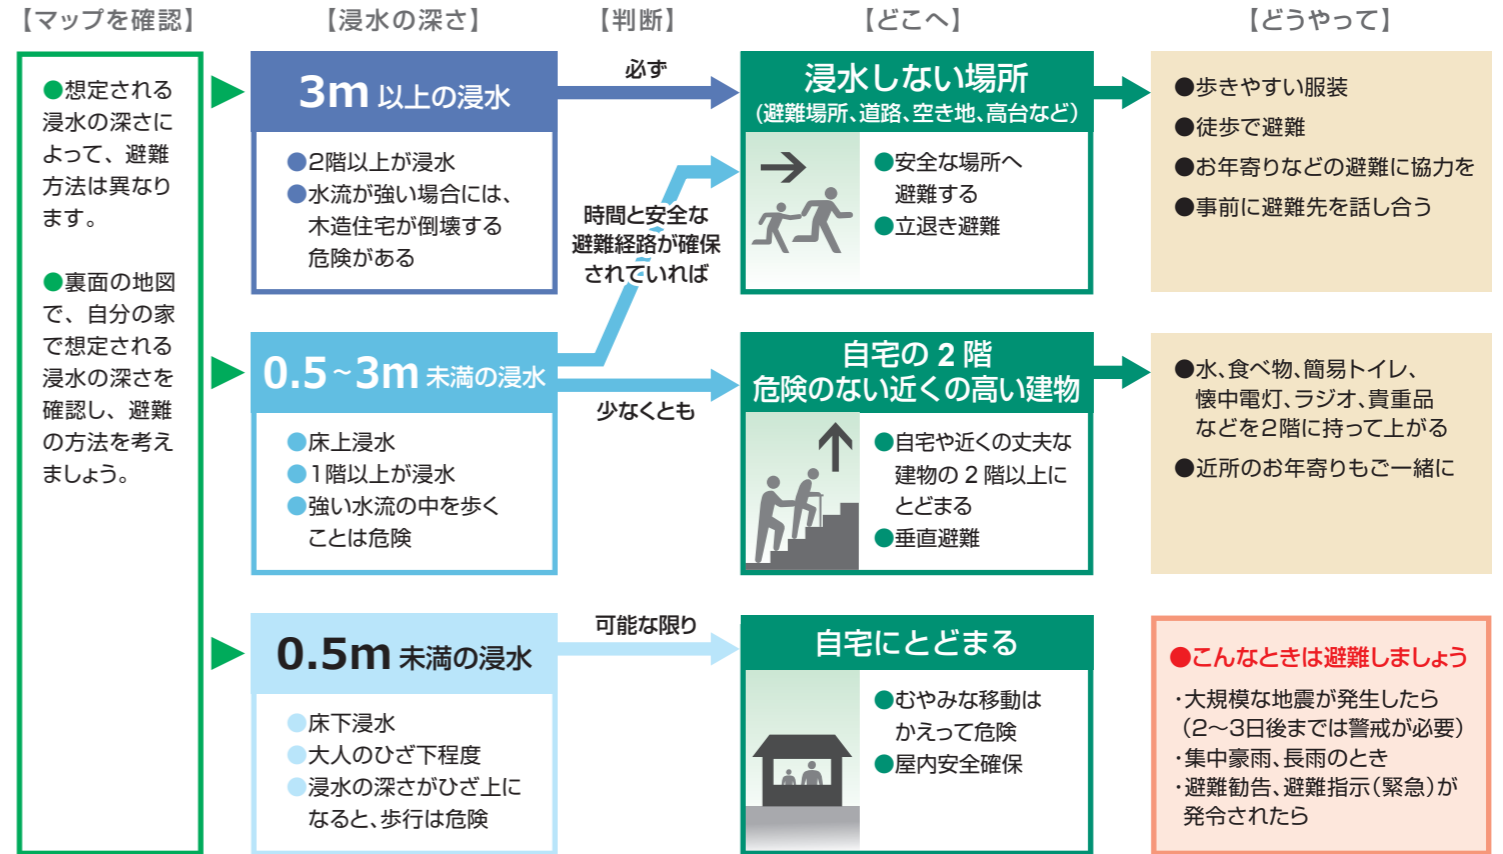 【マップを確認】
【浸水の深さ】
【判断】
【どこへ】
【どうやって】
●想定される
浸水の深さに
よって、避難
方法は異なり
ます。
●裏面の地図
で、自分の家
で想定される
浸水の深さを
確認し、避難
の方法を考え
ましょう。
3m 以上の浸水
●2階以上が浸水
●水流が強い場合には、
木造住宅が倒壊する
危険がある
必ず
浸水しない場所
(避難場所、道路、空き地、高台など)
●安全な場所へ
避難する
●立退き避難
●歩きやすい服装
●徒歩で避難
●お年寄りなどの避難に協力を
●事前に避難先を話し合う
時間と安全な
避難経路が確保
されていれば
0.5~3m 未満の浸水
●床上浸水
●1階以上が浸水
●強い水流の中を歩く
ことは危険
少なくとも
自宅の 2 階
危険のない近くの高い建物
●自宅や近くの丈夫な
建物の 2 階以上に
とどまる
●垂直避難
●水、食べ物、簡易トイレ、
懐中電灯、ラジオ、貴重品
などを2階に持って上がる
●近所のお年寄りもご一緒に
0.5m 未満の浸水
●床下浸水
●大人のひざ下程度
●浸水の深さがひざ上に
なると、歩行は危険
可能な限り
自宅にとどまる
●むやみな移動は
かえって危険
●屋内安全確保
●こんなときは避難しましょう
・大規模な地震が発生したら
(2〜3日後までは警戒が必要)
・集中豪雨、長雨のとき
・避難勧告、避難指示(緊急)が
発令されたら